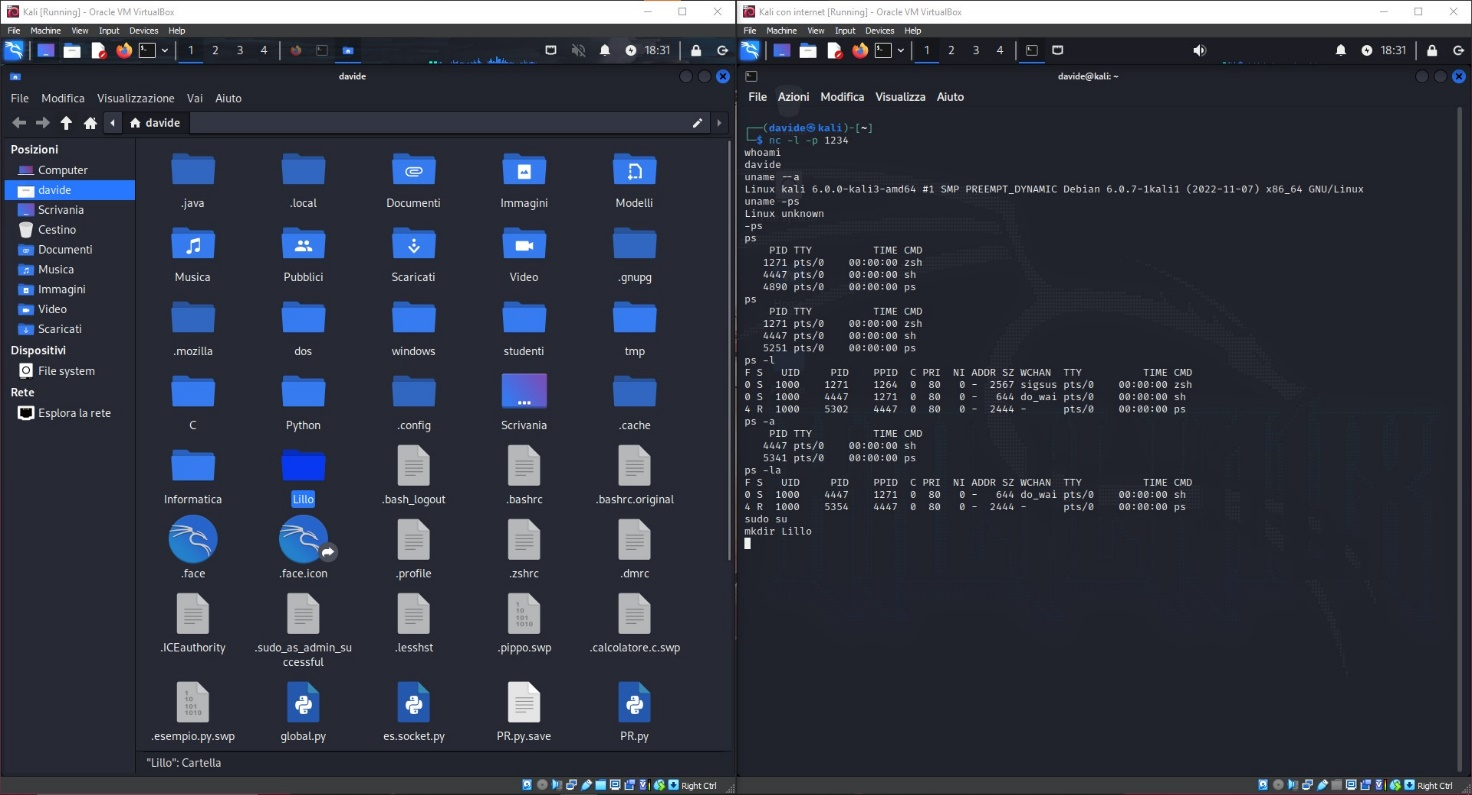 Kali [Running] - Oracle VM VirtualBox
File Machine View Input Devices Help
1 2 3 4 18:31
davide
File Modifica Visualizzazione Vai Aiuto
davide
Posizioni
Computer
davide
Scrivania
Cestino
Documenti
Musica
Immagini
Video
Scaricati
Dispositivi
File system
Rete
Esplora la rete
.java .local Documenti Immagini Modelli
Musica Pubblici Scaricati Video .gnupg
.mozilla dos windows studenti tmp
C Python .config Scrivania .cache
Informatica Lillo .bash_logout .bashrc .bashrc.original
.face .face.icon .profile .zshrc .dmrc
.ICEauthority .sudo_as_admin_su .lesshst .pippo.swp .calcolatore.c.swp
ccessful
.esempio.py.swp global.py es.socket.py PR.py.save PR.py
"Lillo": Cartella
Right Ctrl
Kali con internet [Running] - Oracle VM VirtualBox
File Machine View Input Devices Help
1 2 3 4 18:31
davide@kali: ~
File Azioni Modifica Visualizza Aiuto
┌──(davide㉿kali)-[~]
└─$ nc -l -p 1234
whoami
davide
uname --a
Linux kali 6.0.0-kali3-amd64 #1 SMP PREEMPT_DYNAMIC Debian 6.0.7-1kali1 (2022-11-07) x86_64 GNU/Linux
uname -ps
Linux unknown
-ps
ps
PID TTY TIME CMD
1271 pts/0 00:00:00 zsh
4447 pts/0 00:00:00 sh
4890 pts/0 00:00:00 ps
ps
PID TTY TIME CMD
1271 pts/0 00:00:00 zsh
4447 pts/0 00:00:00 sh
5251 pts/0 00:00:00 ps
ps -l
F S UID PID PPID C PRI NI ADDR SZ WCHAN TTY TIME CMD
0 S 1000 1271 1264 0 80 0 - 2567 sigsus pts/0 00:00:00 zsh
0 S 1000 4447 1271 0 80 0 - 644 do_wai pts/0 00:00:00 sh
4 R 1000 5302 4447 0 80 0 - 2444 - pts/0 00:00:00 ps
ps -a
PID TTY TIME CMD
4447 pts/0 00:00:00 sh
5341 pts/0 00:00:00 ps
ps -la
F S UID PID PPID C PRI NI ADDR SZ WCHAN TTY TIME CMD
0 S 1000 4447 1271 0 80 0 - 644 do_wai pts/0 00:00:00 sh
4 R 1000 5354 4447 0 80 0 - 2444 - pts/0 00:00:00 ps
sudo su
mkdir Lillo
Right Ctrl